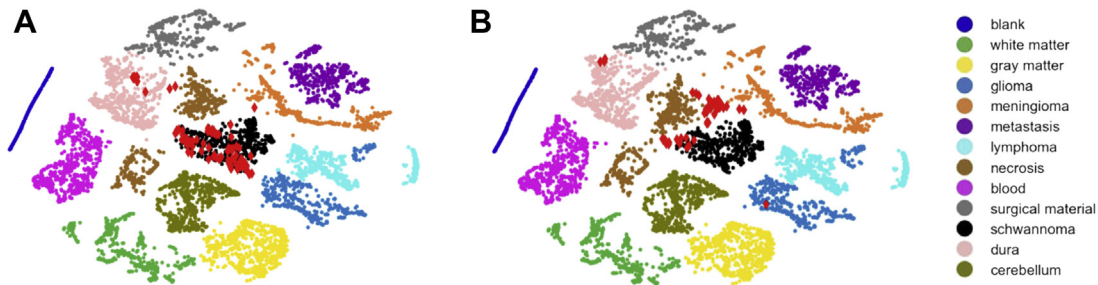 A
B
blank
white matter
gray matter
glioma
meningioma
metastasis
lymphoma
necrosis
blood
surgical material
schwannoma
dura
cerebellum